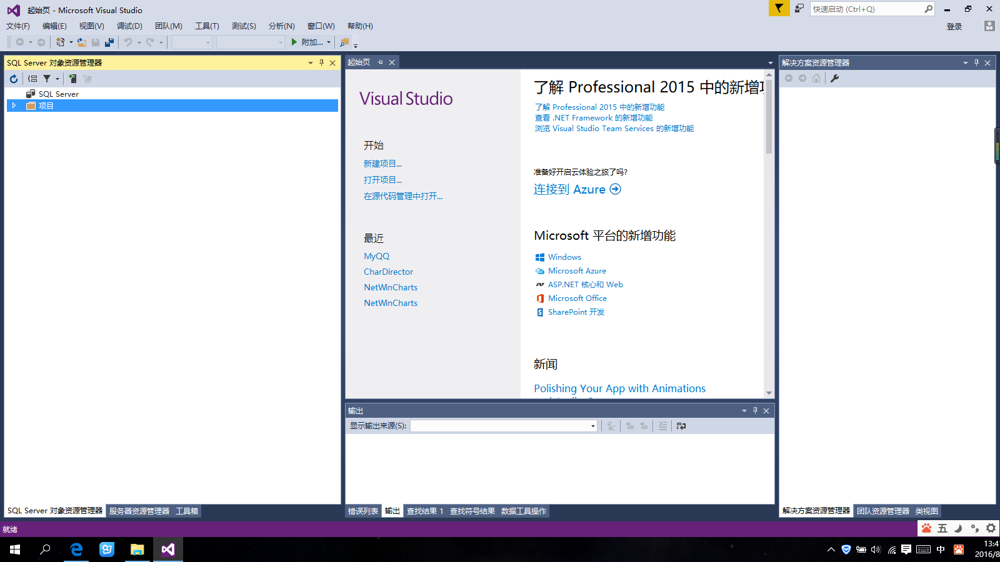 起始页 - Microsoft Visual Studio
快速启动 (Ctrl+Q)
文件(F) 编辑(E) 视图(V) 调试(D) 团队(M) 工具(T) 测试(S) 分析(N) 窗口(W) 帮助(H)
登录
附加...
SQL Server 对象资源管理器
SQL Server
项目
SQL Server 对象资源管理器 服务器资源管理器 工具箱
起始页
Visual Studio
开始
新建项目...
打开项目...
在源代码管理中打开...
最近
MyQQ
CharDirector
NetWinCharts
NetWinCharts
了解 Professional 2015 中的新增
了解 Professional 2015 中的新增功能
查看 .NET Framework 的新增功能
浏览 Visual Studio Team Services 的新增功能
准备好开启云体验之旅了吗?
连接到 Azure
Microsoft 平台的新增功能
Windows
Microsoft Azure
ASP.NET 核心和 Web
Microsoft Office
SharePoint 开发
新闻
Polishing Your App with Animations
输出
显示输出来源(S):
错误列表 输出 查找结果 1 查找符号结果 数据工具操作
解决方案资源管理器
解决方案资源管理器 团队资源管理器 类视图
就绪
五
中
13:4
2016/8